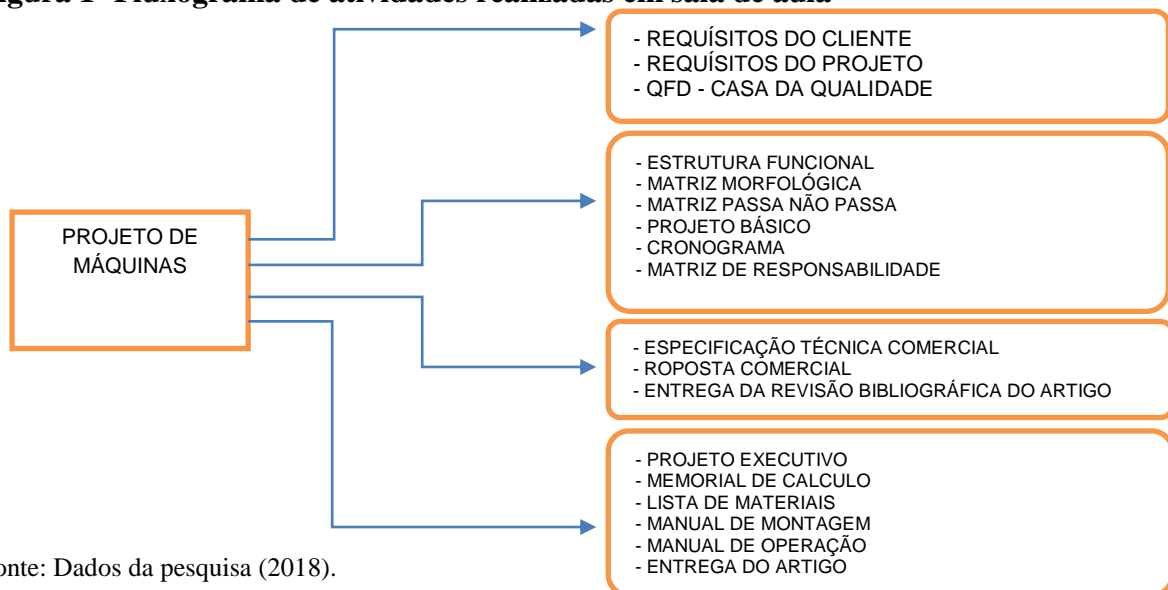 igura 1- Fluxograma de atividades realizadas em sala de aula
- REQUÍSITOS DO CLIENTE
- REQUÍSITOS DO PROJETO
- QFD - CASA DA QUALIDADE
- ESTRUTURA FUNCIONAL
- MATRIZ MORFOLÓGICA
- MATRIZ PASSA NÃO PASSA
- PROJETO BÁSICO
- CRONOGRAMA
- MATRIZ DE RESPONSABILIDADE
PROJETO DE
MÁQUINAS
- ESPECIFICAÇÃO TÉCNICA COMERCIAL
- ROPOSTA COMERCIAL
- ENTREGA DA REVISÃO BIBLIOGRÁFICA DO ARTIGO
- PROJETO EXECUTIVO
- MEMORIAL DE CALCULO
- LISTA DE MATERIAIS
- MANUAL DE MONTAGEM
- MANUAL DE OPERAÇÃO
- ENTREGA DO ARTIGO
onte: Dados da pesquisa (2018).